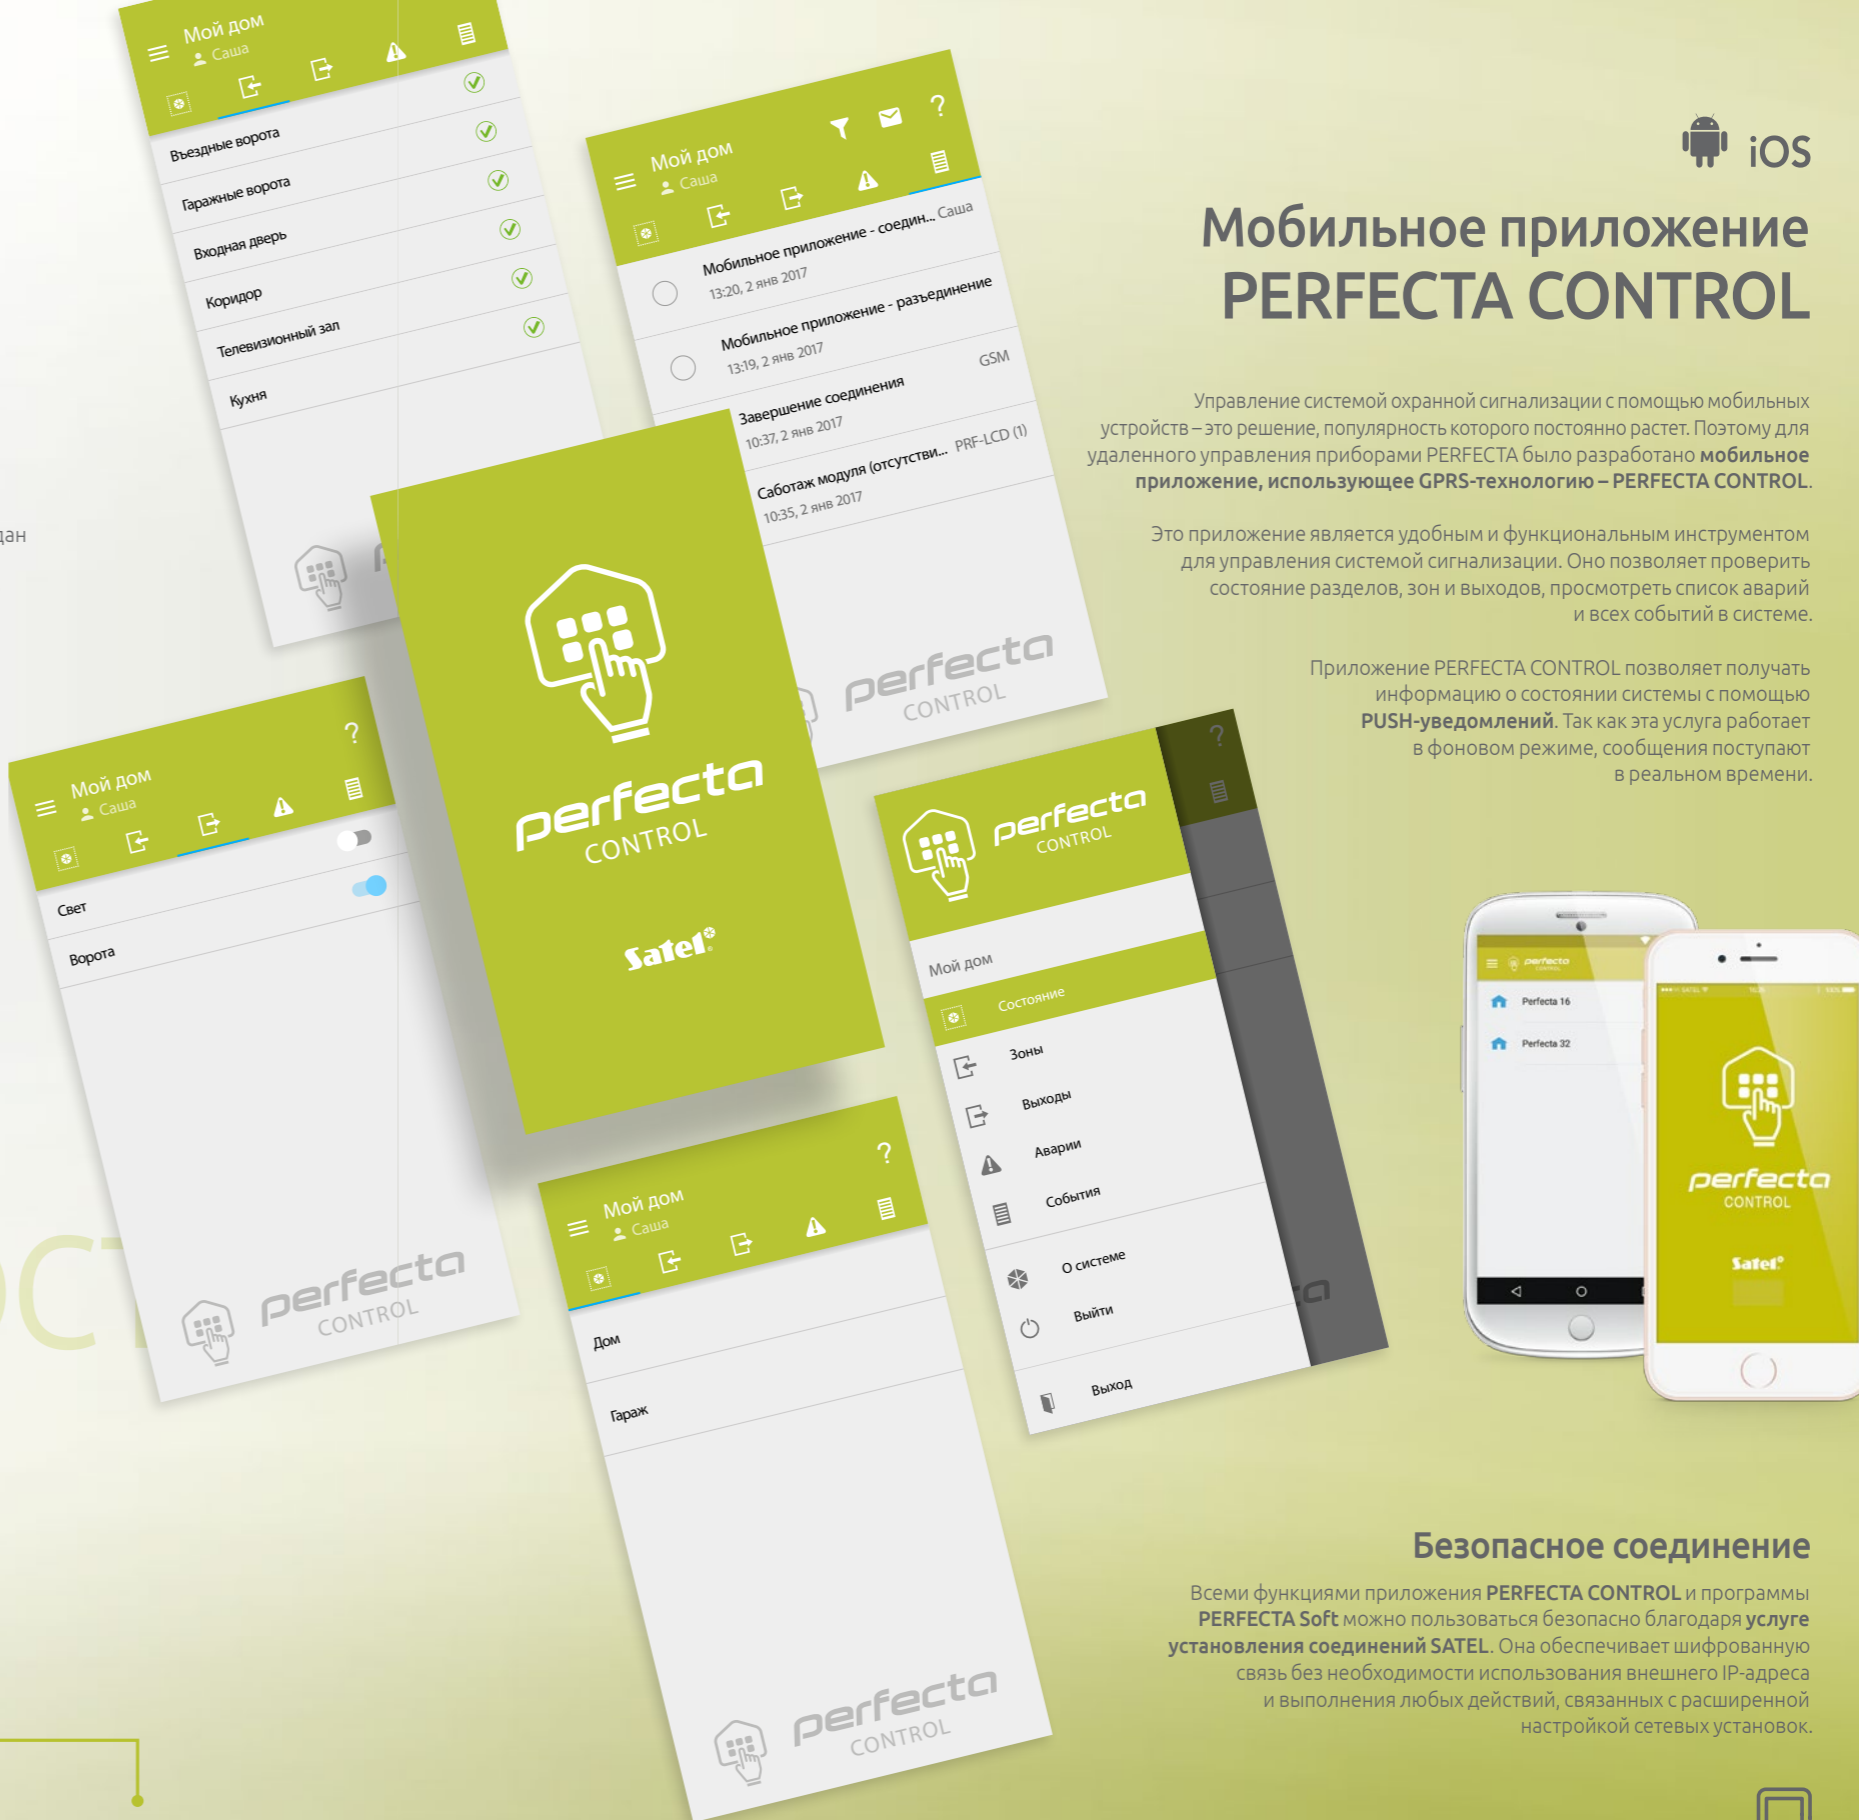 Мой дом
Саша
Въездные ворота
Гаражные ворота
Входная дверь
Коридор
Телевизионный зал
Кухня
Мой дом
Саша
?
Мобильное приложение - соедин... Саша
13:20, 2 янв 2017
Мобильное приложение - разъединение
13:19, 2 янв 2017
Завершение соединения GSM
10:37, 2 янв 2017
Саботаж модуля (отсутстви... PRF-LCD (1)
10:35, 2 янв 2017
perfecta
CONTROL
дан
perfecta
CONTROL
Satel®
Мой дом
Саша
?
Свет
Ворота
perfecta
CONTROL
perfecta
CONTROL
?
Мой дом
Состояние
Зоны
Выходы
Аварии
События
О системе
Выйти
Выход
Мой дом
Саша
?
Дом
Гараж
perfecta
CONTROL
iOS
Мобильное приложение
PERFECTA CONTROL
Управление системой охранной сигнализации с помощью мобильных
устройств – это решение, популярность которого постоянно растет. Поэтому для
удаленного управления приборами PERFECTA было разработано мобильное
приложение, использующее GPRS-технологию – PERFECTA CONTROL.
Это приложение является удобным и функциональным инструментом
для управления системой сигнализации. Оно позволяет проверить
состояние разделов, зон и выходов, просмотреть список аварий
и всех событий в системе.
Приложение PERFECTA CONTROL позволяет получать
информацию о состоянии системы с помощью
PUSH-уведомлений. Так как эта услуга работает
в фоновом режиме, сообщения поступают
в реальном времени.
perfecta
CONTROL
Perfecta 16
Perfecta 32
perfecta
CONTROL
Satel®
Безопасное соединение
Всеми функциями приложения PERFECTA CONTROL и программы
PERFECTA Soft можно пользоваться безопасно благодаря услуге
установления соединений SATEL. Она обеспечивает шифрованную
связь без необходимости использования внешнего IP-адреса
и выполнения любых действий, связанных с расширенной
настройкой сетевых установок.